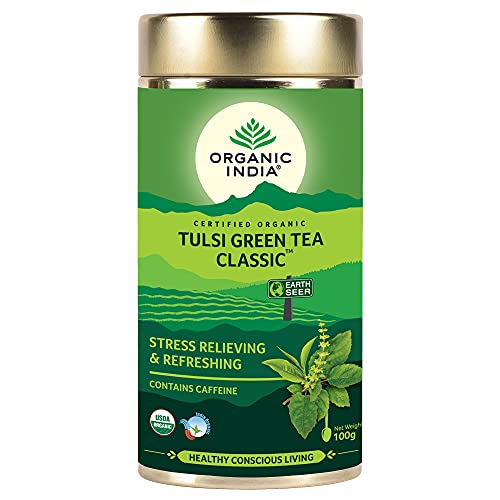 ORGANIC
INDIA®
CERTIFIED ORGANIC
TULSI GREEN TEA
CLASSIC™
EARTH
SEER
STRESS RELIEVING
& REFRESHING
CONTAINS CAFFEINE
USDA
ORGANIC
Net Weight
100g
HEALTHY CONSCIOUS LIVING